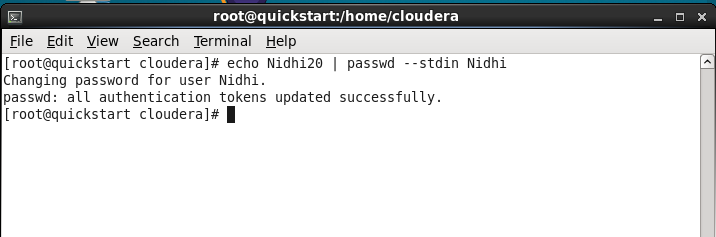 root@quickstart:/home/cloudera
File Edit View Search Terminal Help
[root@quickstart cloudera]# echo Nidhi20 | passwd --stdin Nidhi
Changing password for user Nidhi.
passwd: all authentication tokens updated successfully.
[root@quickstart cloudera]#